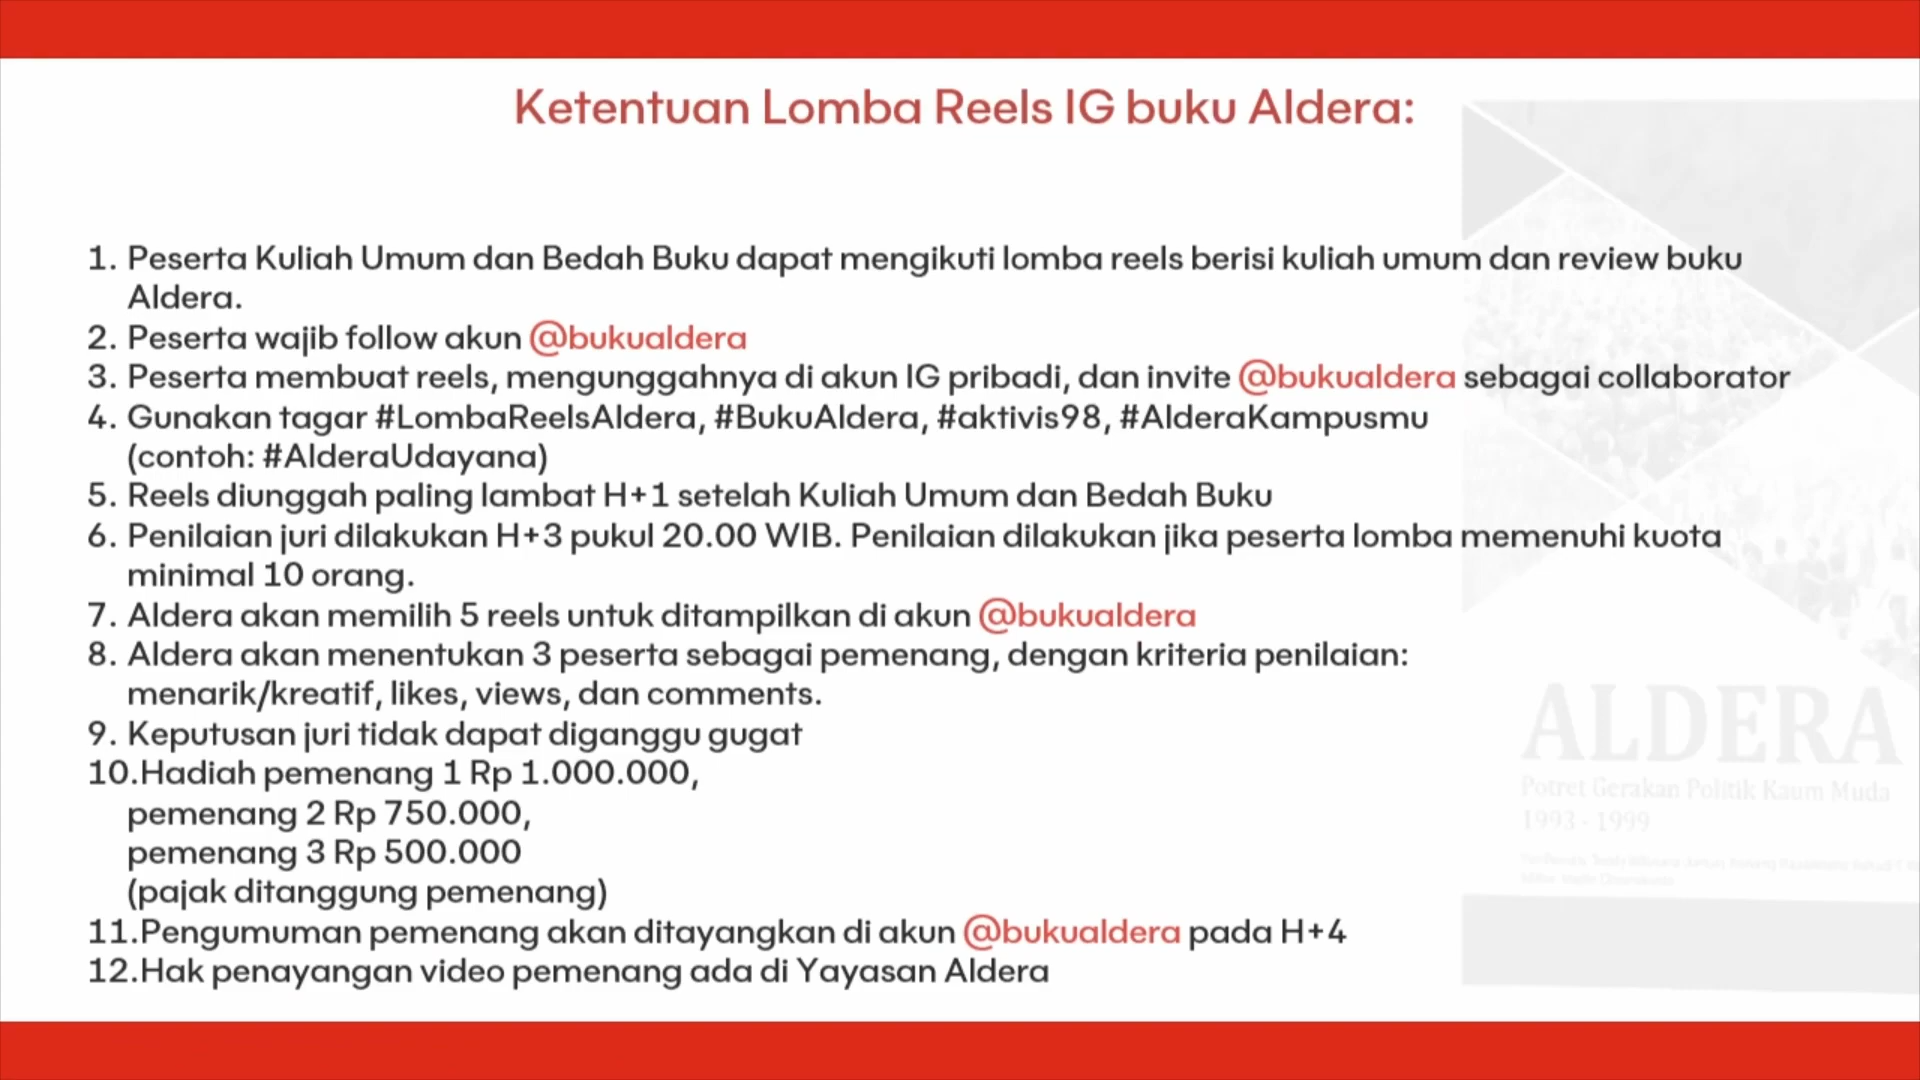 Ketentuan Lomba Reels IG buku Aldera:
1. Peserta Kuliah Umum dan Bedah Buku dapat mengikuti lomba reels berisi kuliah umum dan review buku
Aldera.
2. Peserta wajib follow akun @bukualdera
3. Peserta membuat reels, mengunggahnya di akun IG pribadi, dan invite @bukualdera sebagai collaborator
4. Gunakan tagar #LombaReelsAldera, #BukuAldera, #aktivis98, #AlderaKampusmu
(contoh: #AlderaUdayana)
5. Reels diunggah paling lambat H+1 setelah Kuliah Umum dan Bedah Buku
6. Penilaian juri dilakukan H+3 pukul 20.00 WIB. Penilaian dilakukan jika peserta lomba memenuhi kuota
minimal 10 orang.
7. Aldera akan memilih 5 reels untuk ditampilkan di akun @bukualdera
8. Aldera akan menentukan 3 peserta sebagai pemenang, dengan kriteria penilaian:
menarik/kreatif, likes, views, dan comments.
9. Keputusan juri tidak dapat diganggu gugat
10.Hadiah pemenang 1 Rp 1.000.000,
pemenang 2 Rp 750.000,
pemenang 3 Rp 500.000
(pajak ditanggung pemenang)
11.Pengumuman pemenang akan ditayangkan di akun @bukualdera pada H+4
12.Hak penayangan video pemenang ada di Yayasan Aldera
ALDERA
Potret Gerakan Politik Kaum Muda
1993 - 1999